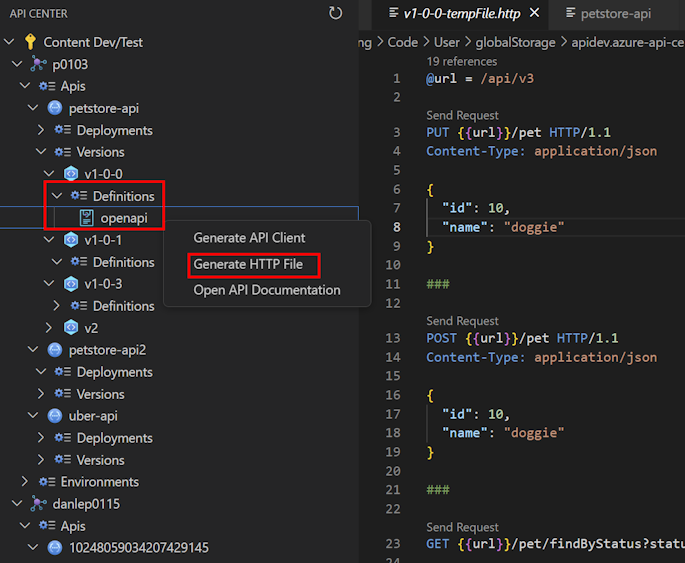 API CENTER
Content Dev/Test
p0103
Apis
petstore-api
Deployments
Versions
v1-0-0
Definitions
openapi
v1-0-1
Definitions
v1-0-3
Definitions
v2
petstore-api2
Deployments
Versions
uber-api
Deployments
Versions
Environments
danlep0115
Apis
10248059034207429145
Generate API Client
Generate HTTP File
Open API Documentation
v1-0-0-tempFile.http
petstore-api
ng > Code > User > globalStorage > apidev.azure-api-ce
19 references
1 @url = /api/v3
2
Send Request
3 PUT {{url}}/pet HTTP/1.1
4 Content-Type: application/json
5
6 {
7 "id": 10,
8 "name": "doggie"
9 }
10
11 ###
12
Send Request
13 POST {{url}}/pet HTTP/1.1
14 Content-Type: application/json
15
16 {
17 "id": 10,
18 "name": "doggie"
19 }
20
21 ###
22
Send Request
23 GET {{url}}/pet/findByStatus?statu